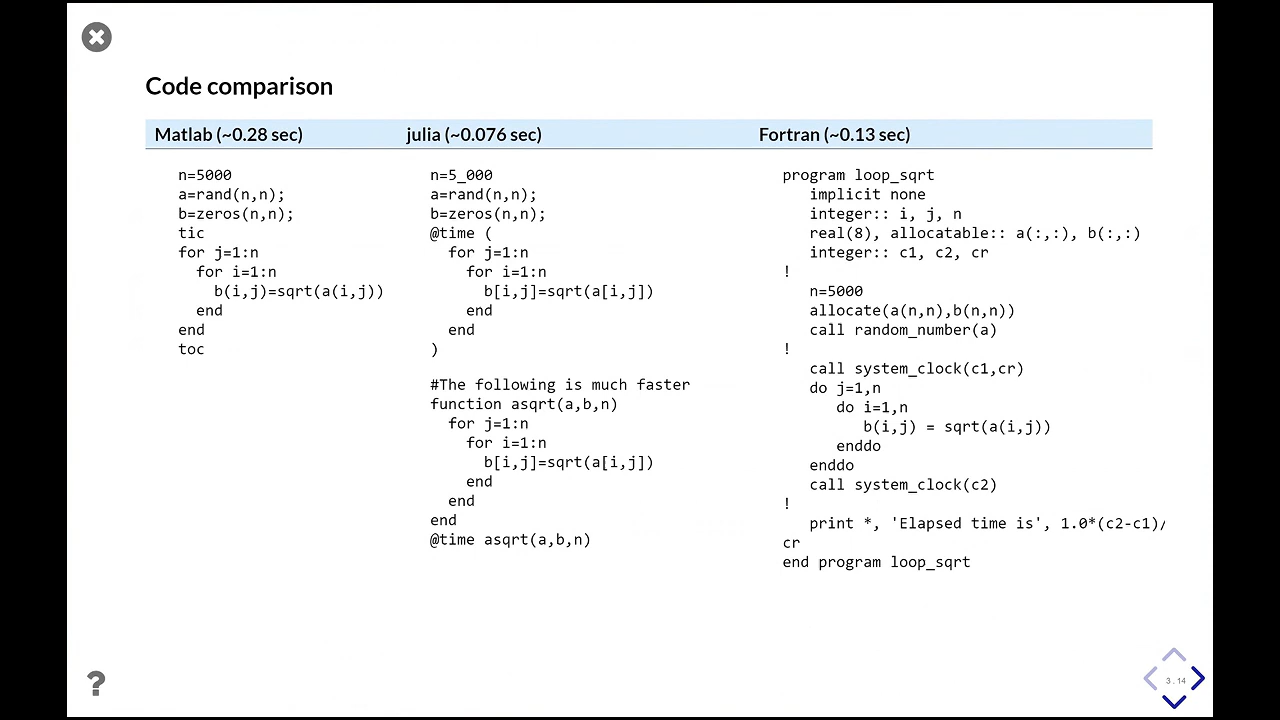 Code comparison
Matlab (~0.28 sec)
n=5000
a=rand(n,n);
b=zeros(n,n);
tic
for j=1:n
  for i=1:n
    b(i,j)=sqrt(a(i,j))
  end
end
toc
julia (~0.076 sec)
n=5_000
a=rand(n,n);
b=zeros(n,n);
@time (
  for j=1:n
    for i=1:n
      b[i,j]=sqrt(a[i,j])
    end
  end
)
#The following is much faster
function asqrt(a,b,n)
  for j=1:n
    for i=1:n
      b[i,j]=sqrt(a[i,j])
    end
  end
end
@time asqrt(a,b,n)
Fortran (~0.13 sec)
program loop_sqrt
   implicit none
   integer:: i, j, n
   real(8), allocatable:: a(:,:), b(:,:)
   integer:: c1, c2, cr
!
   n=5000
   allocate(a(n,n),b(n,n))
   call random_number(a)
!
   call system_clock(c1,cr)
   do j=1,n
      do i=1,n
         b(i,j) = sqrt(a(i,j))
      enddo
   enddo
   call system_clock(c2)
!
   print *, 'Elapsed time is', 1.0*(c2-c1)/
cr
end program loop_sqrt
?
3.14